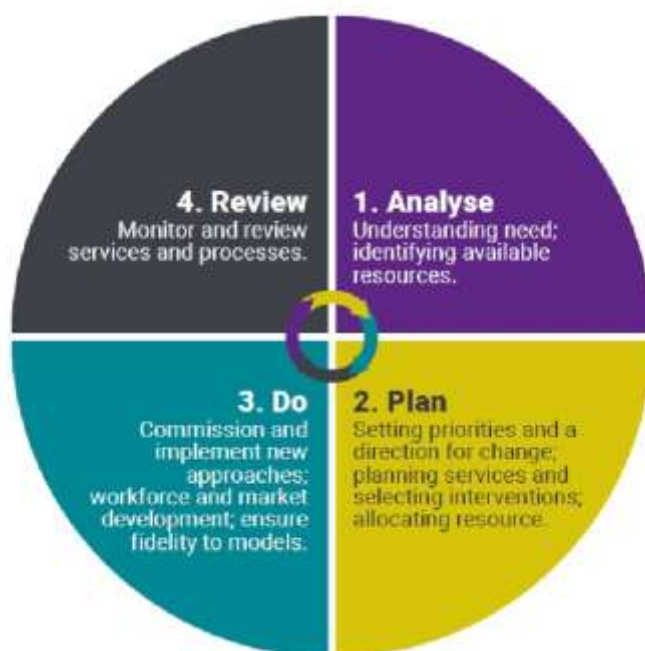 1. Analyse
Understanding need;
identifying available
resources.
2. Plan
Setting priorities and a
direction for change;
planning services and
selecting interventions;
allocating resource.
3. Do
Commission and
implement new
approaches;
workforce and market
development; ensure
fidelity to models.
4. Review
Monitor and review
services and processes.